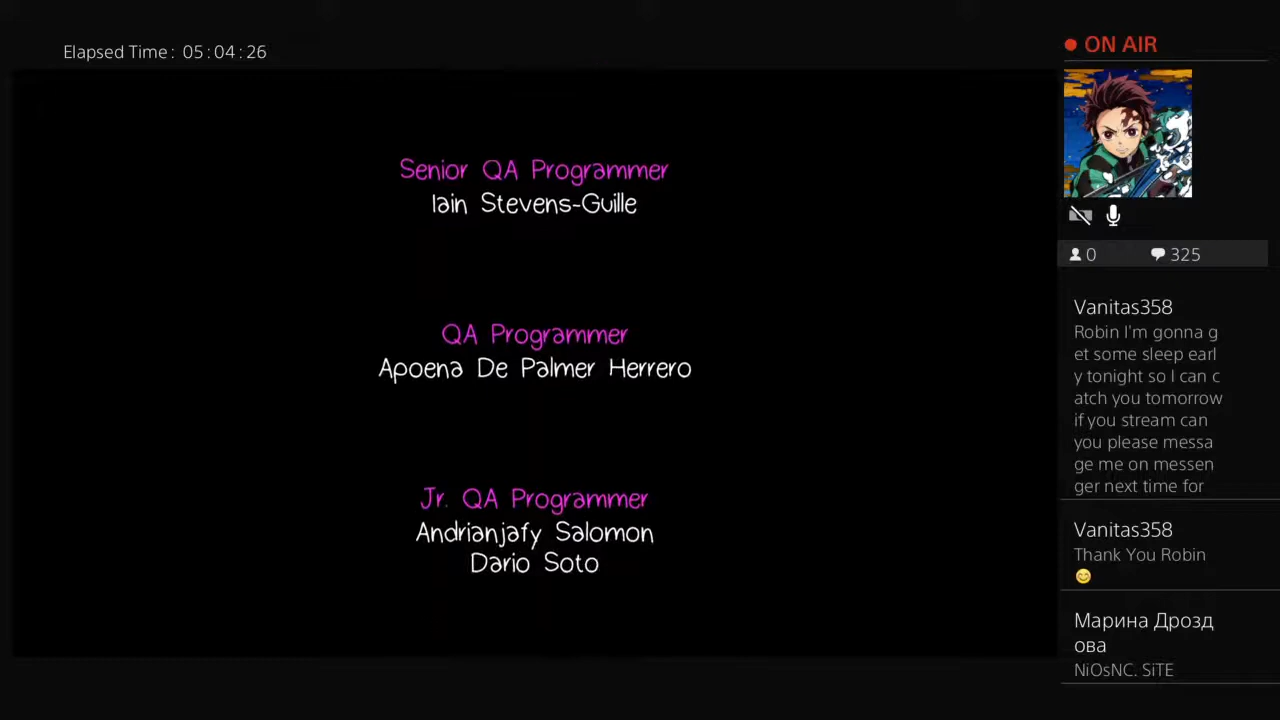 Elapsed Time: 05:04:26
ON AIR
Senior QA Programmer
Iain Stevens-Guille
QA Programmer
Apoena De Palmer Herrero
Jr. QA Programmer
Andrianjafy Salomon
Dario Soto
0
325
Vanitas358
Robin I'm gonna g
et some sleep earl
y tonight so I can c
atch you tomorrow
if you stream can
you please messa
ge me on messen
ger next time for
Vanitas358
Thank You Robin
Марина Дрозд
ова
NiOsNC. SiTE